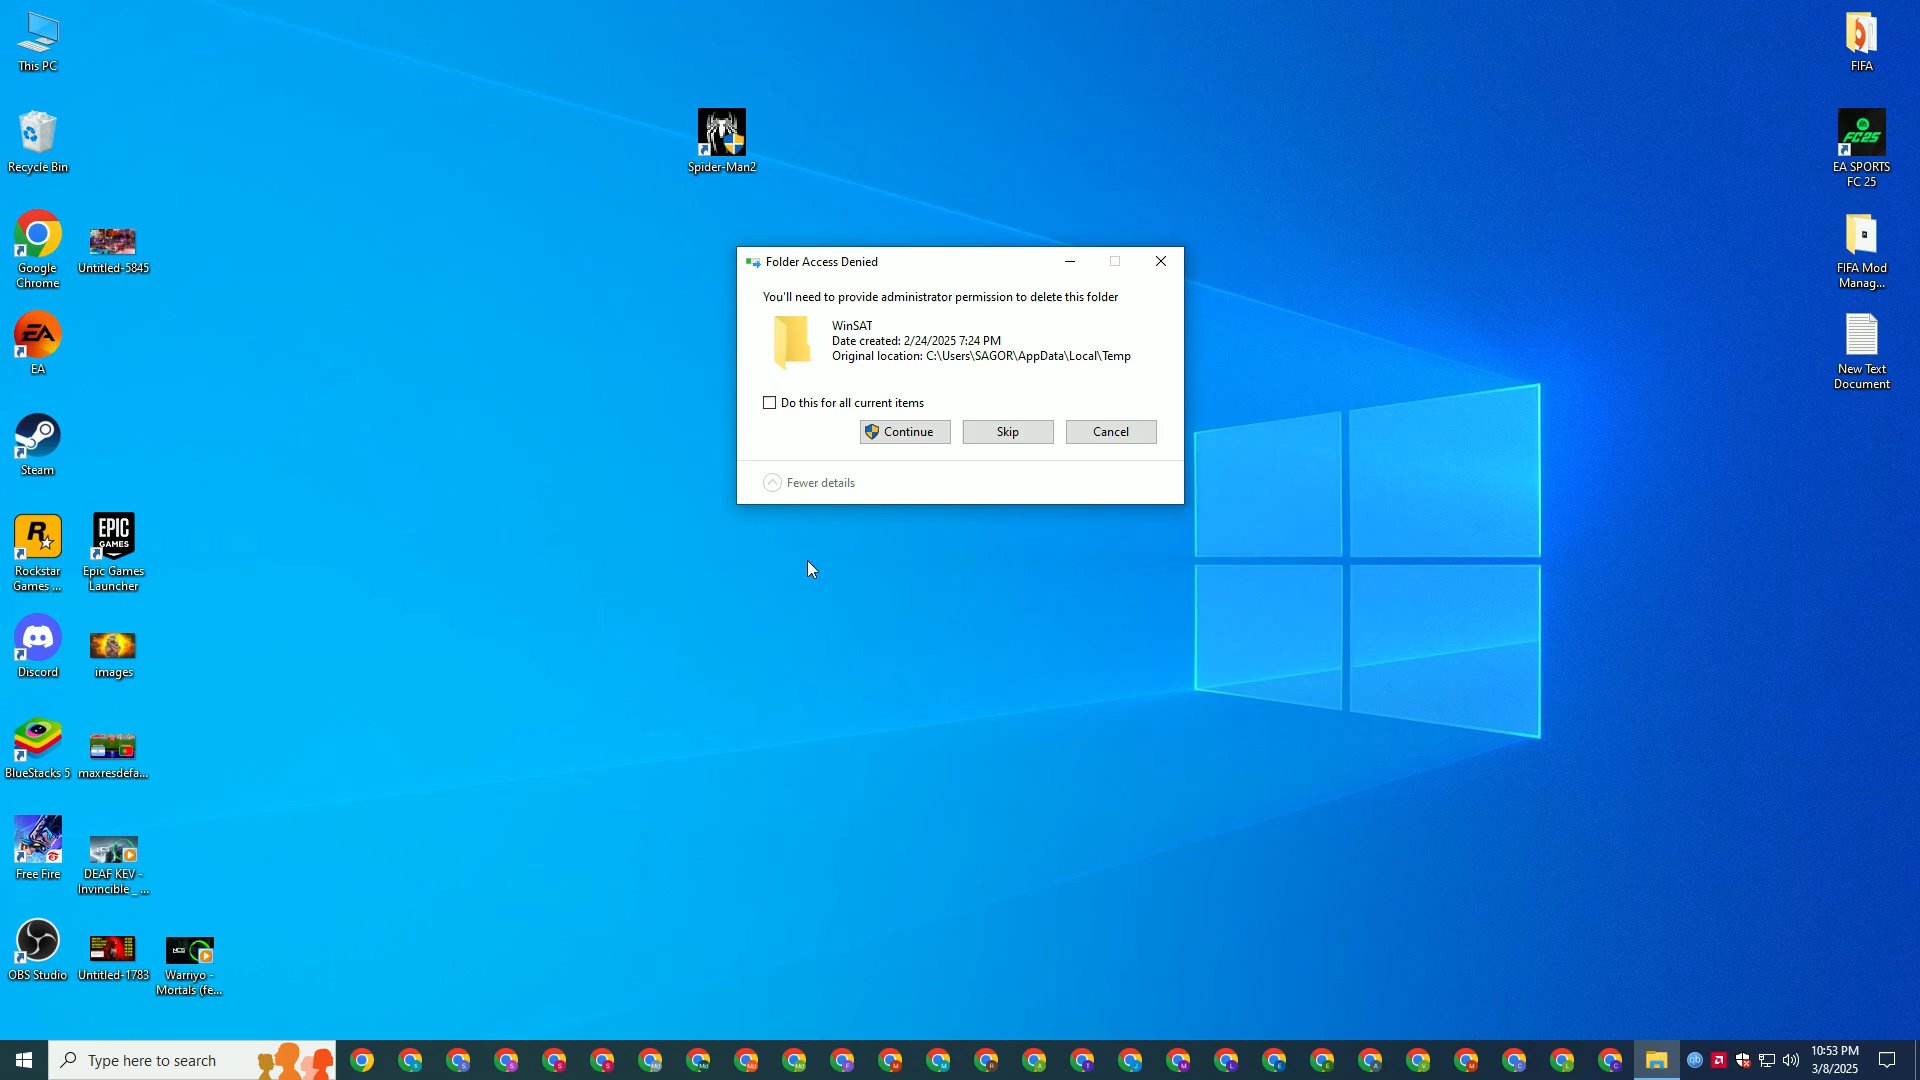 This PC
Recycle Bin
Google
Chrome
Untitled-5845
EA
Steam
Rockstar
Games ...
EPIC
GAMES
Epic Games
Launcher
Discord
images
BlueStacks 5
maxresdefa...
Free Fire
DEAF KEV -
Invincible _ ...
OBS Studio
Untitled-1783
Warriyo -
Mortals (fe...
Spider-Man2
Folder Access Denied
You'll need to provide administrator permission to delete this folder
WinSAT
Date created: 2/24/2025 7:24 PM
Original location: C:\Users\SAGOR\AppData\Local\Temp
Do this for all current items
Continue
Skip
Cancel
Fewer details
FIFA
FC25
EA SPORTS
FC 25
FIFA Mod
Manag...
New Text
Document
Type here to search
10:53 PM
3/8/2025